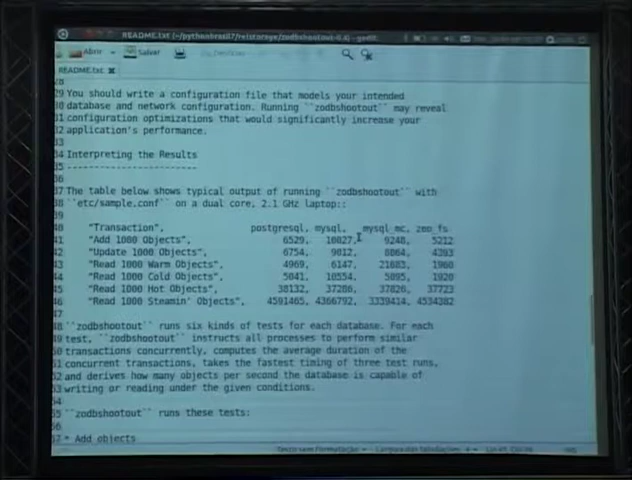 README.txt (~/pythonbras07/relstorage/zodbshootout-0.4) - gedit
Abrir Salvar
README.txt
28
29 You should write a configuration file that models your intended
30 database and network configuration. Running ``zodbshootout`` may reveal
31 configuration optimizations that would significantly increase your
32 application's performance.
33
34 Interpreting the Results
35 ------------------------
36
37 The table below shows typical output of running ``zodbshootout`` with
38 ``etc/sample.conf`` on a dual core, 2.1 GHz laptop::
39
40 "Transaction", postgresql, mysql, mysql_mc, zeo_fs
41 "Add 1000 Objects", 6529, 10027, 9248, 5212
42 "Update 1000 Objects", 6754, 9012, 8064, 4393
43 "Read 1000 Warm Objects", 4969, 6147, 21683, 1960
44 "Read 1000 Cold Objects", 5041, 10554, 5095, 1920
45 "Read 1000 Hot Objects", 38132, 37286, 37826, 37723
46 "Read 1000 Steamin' Objects", 4591465, 4366792, 3339414, 4534382
47
48 ``zodbshootout`` runs six kinds of tests for each database. For each
49 test, ``zodbshootout`` instructs all processes to perform similar
50 transactions concurrently, computes the average duration of the
51 concurrent transactions, takes the fastest timing of three test runs,
52 and derives how many objects per second the database is capable of
53 writing or reading under the given conditions.
54
55 ``zodbshootout`` runs these tests:
56
57 * Add objects
Texto sem formatação Largura das tabulações: